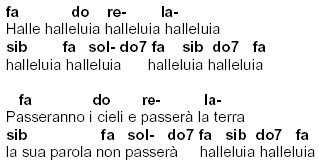 fa do re- la-
Halle halleluia halleluia halleluia
sib fa sol- do7 fa sib do7 fa
halleluia halleluia halleluia halleluia
fa do re- la-
Passeranno i cieli e passerà la terra
sib fa sol- do7 fa sib do7 fa
la sua parola non passerà halleluia halleluia